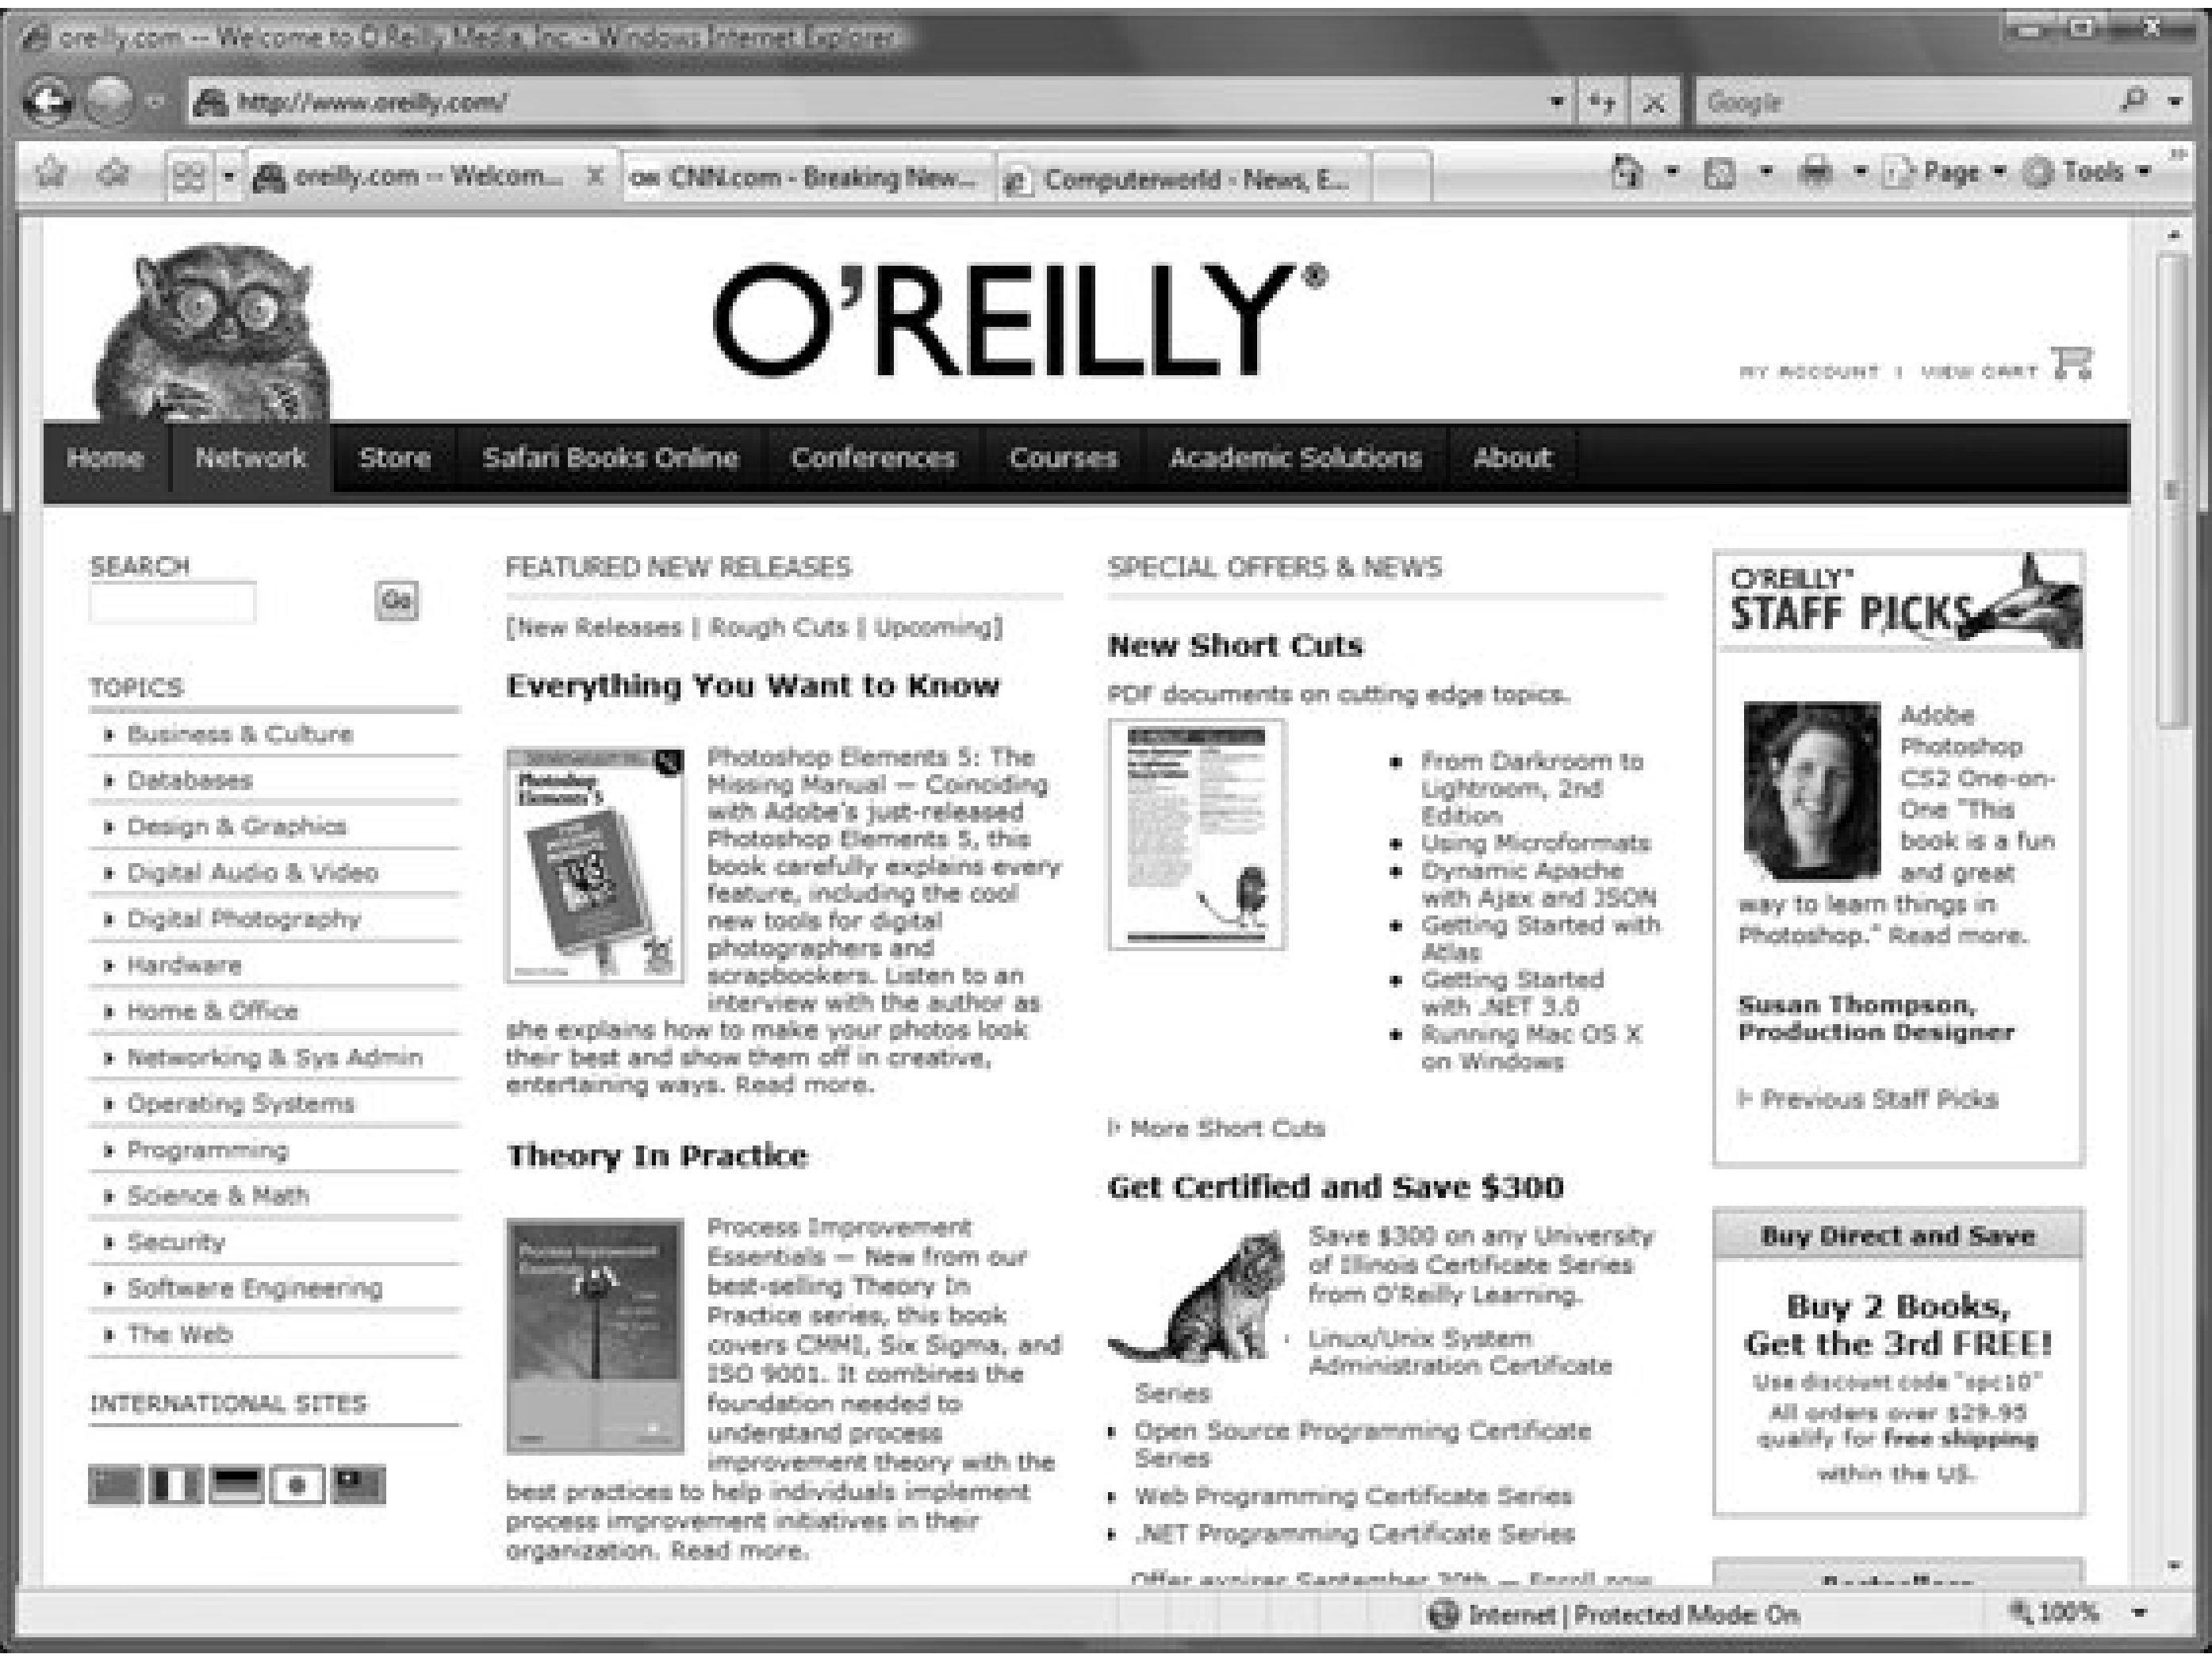 oreilly.com -- Welcome to O'Reilly Media, Inc. - Windows Internet Explorer
http://www.oreilly.com/
Google
oreilly.com -- Welcom...
CNN.com - Breaking New...
Computerworld - News, E...
Page
Tools
O'REILLY®
MY ACCOUNT | VIEW CART
Home Network Store Safari Books Online Conferences Courses Academic Solutions About
SEARCH
Go
TOPICS
Business & Culture
Databases
Design & Graphics
Digital Audio & Video
Digital Photography
Hardware
Home & Office
Networking & Sys Admin
Operating Systems
Programming
Science & Math
Security
Software Engineering
The Web
INTERNATIONAL SITES
FEATURED NEW RELEASES
[New Releases | Rough Cuts | Upcoming]
Everything You Want to Know
Photoshop
Elements 5
Photoshop Elements 5: The
Missing Manual — Coinciding
with Adobe's just-released
Photoshop Elements 5, this
book carefully explains every
feature, including the cool
new tools for digital
photographers and
scrapbookers. Listen to an
interview with the author as
she explains how to make your photos look
their best and show them off in creative,
entertaining ways. Read more.
Theory In Practice
Process Improvement
Process Improvement
Essentials — New from our
best-selling Theory In
Practice series, this book
covers CMMI, Six Sigma, and
ISO 9001. It combines the
foundation needed to
understand process
improvement theory with the
best practices to help individuals implement
process improvement initiatives in their
organization. Read more.
SPECIAL OFFERS & NEWS
New Short Cuts
PDF documents on cutting edge topics.
• From Darkroom to
Lightroom, 2nd
Edition
• Using Microformats
• Dynamic Apache
with Ajax and JSON
• Getting Started with
Atlas
• Getting Started
with .NET 3.0
• Running Mac OS X
on Windows
More Short Cuts
Get Certified and Save $300
Save $300 on any University
of Illinois Certificate Series
from O'Reilly Learning.
Linux/Unix System
Administration Certificate
Series
Open Source Programming Certificate
Series
Web Programming Certificate Series
.NET Programming Certificate Series
Offer expires September 30th — Enroll now
O'REILLY®
STAFF PICKS
Adobe
Photoshop
CS2 One-on-
One "This
book is a fun
and great
way to learn things in
Photoshop." Read more.
Susan Thompson,
Production Designer
Previous Staff Picks
Buy Direct and Save
Buy 2 Books,
Get the 3rd FREE!
Use discount code "opc10"
All orders over $29.95
qualify for free shipping
within the US.
Bestsellers
Internet | Protected Mode: On
100%